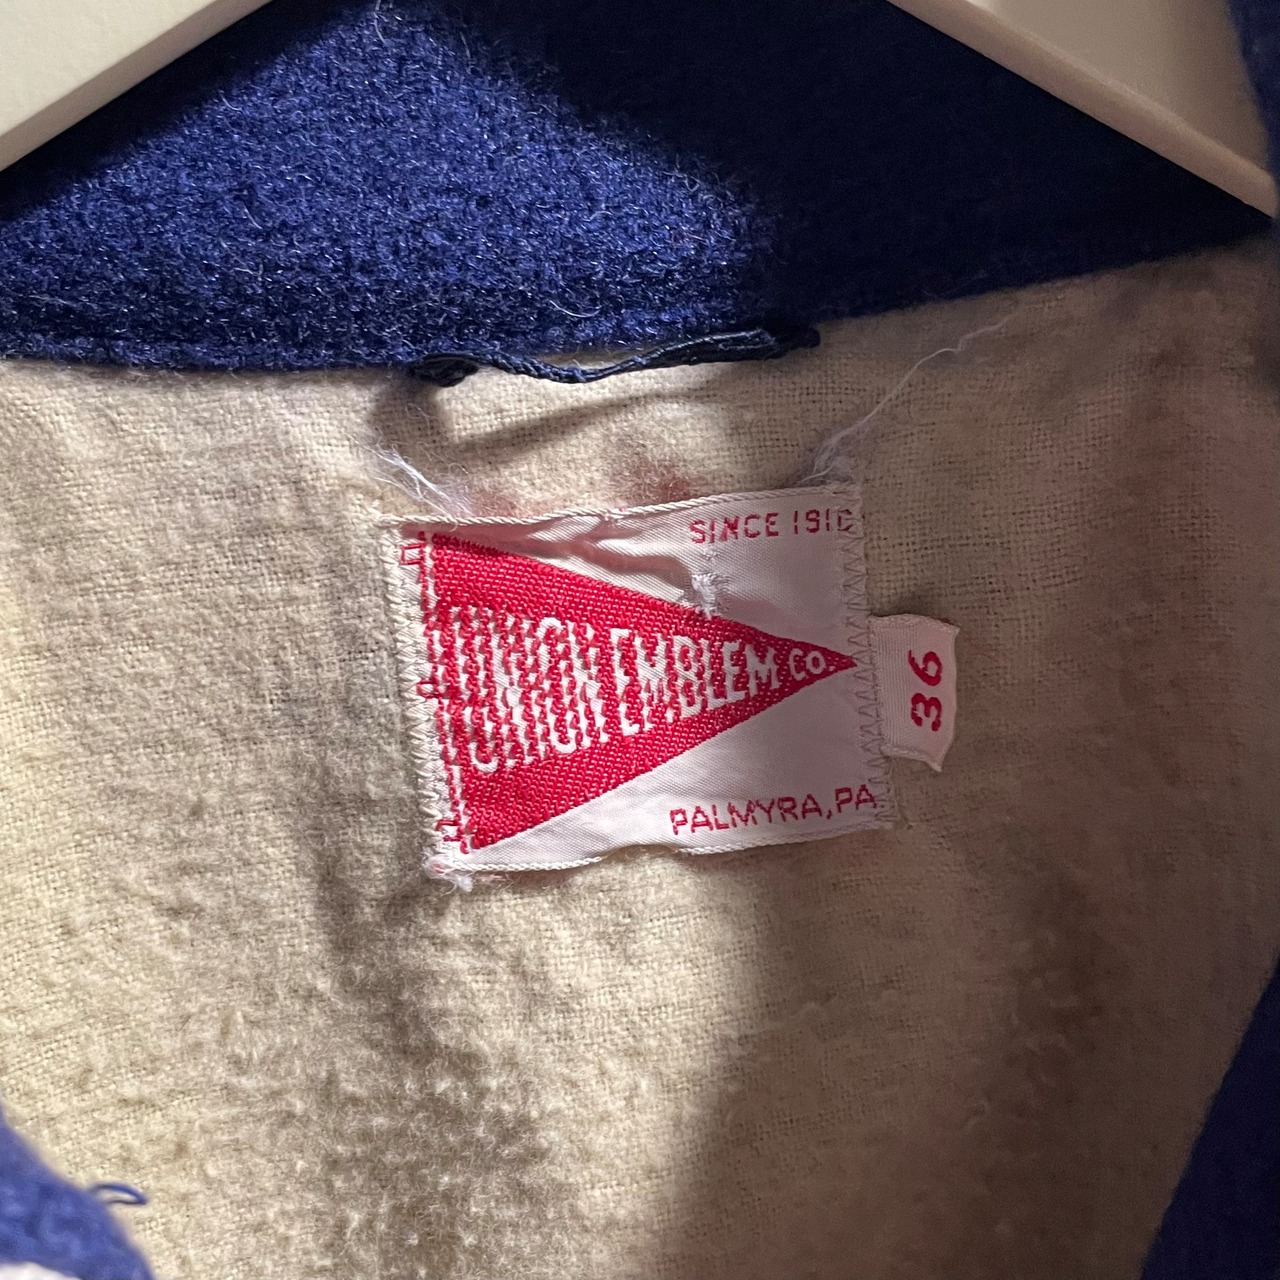 SINCE 1910
UNION EMBLEM CO.
36
PALMYRA, PA